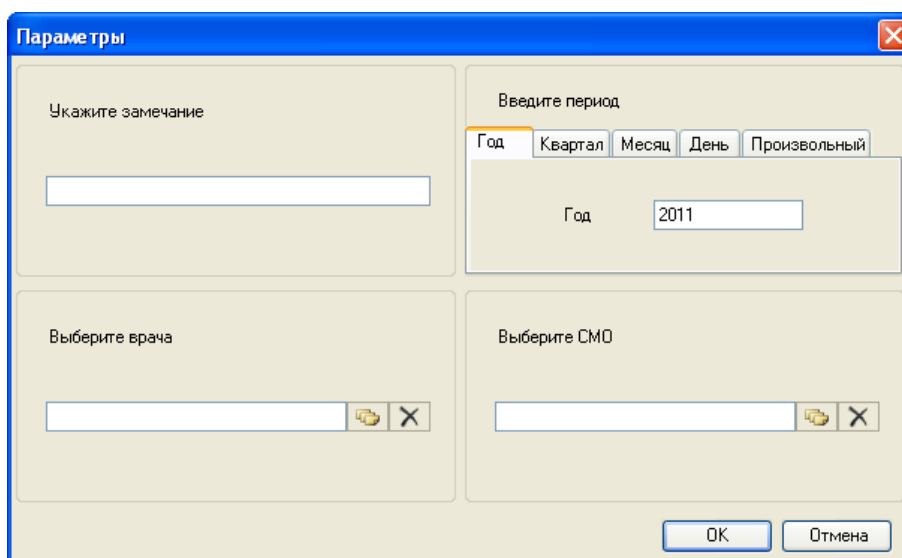 Параметры
Укажите замечание
Введите период
Год Квартал Месяц День Произвольный
Год 2011
Выберите врача
Выберите СМО
OK Отмена